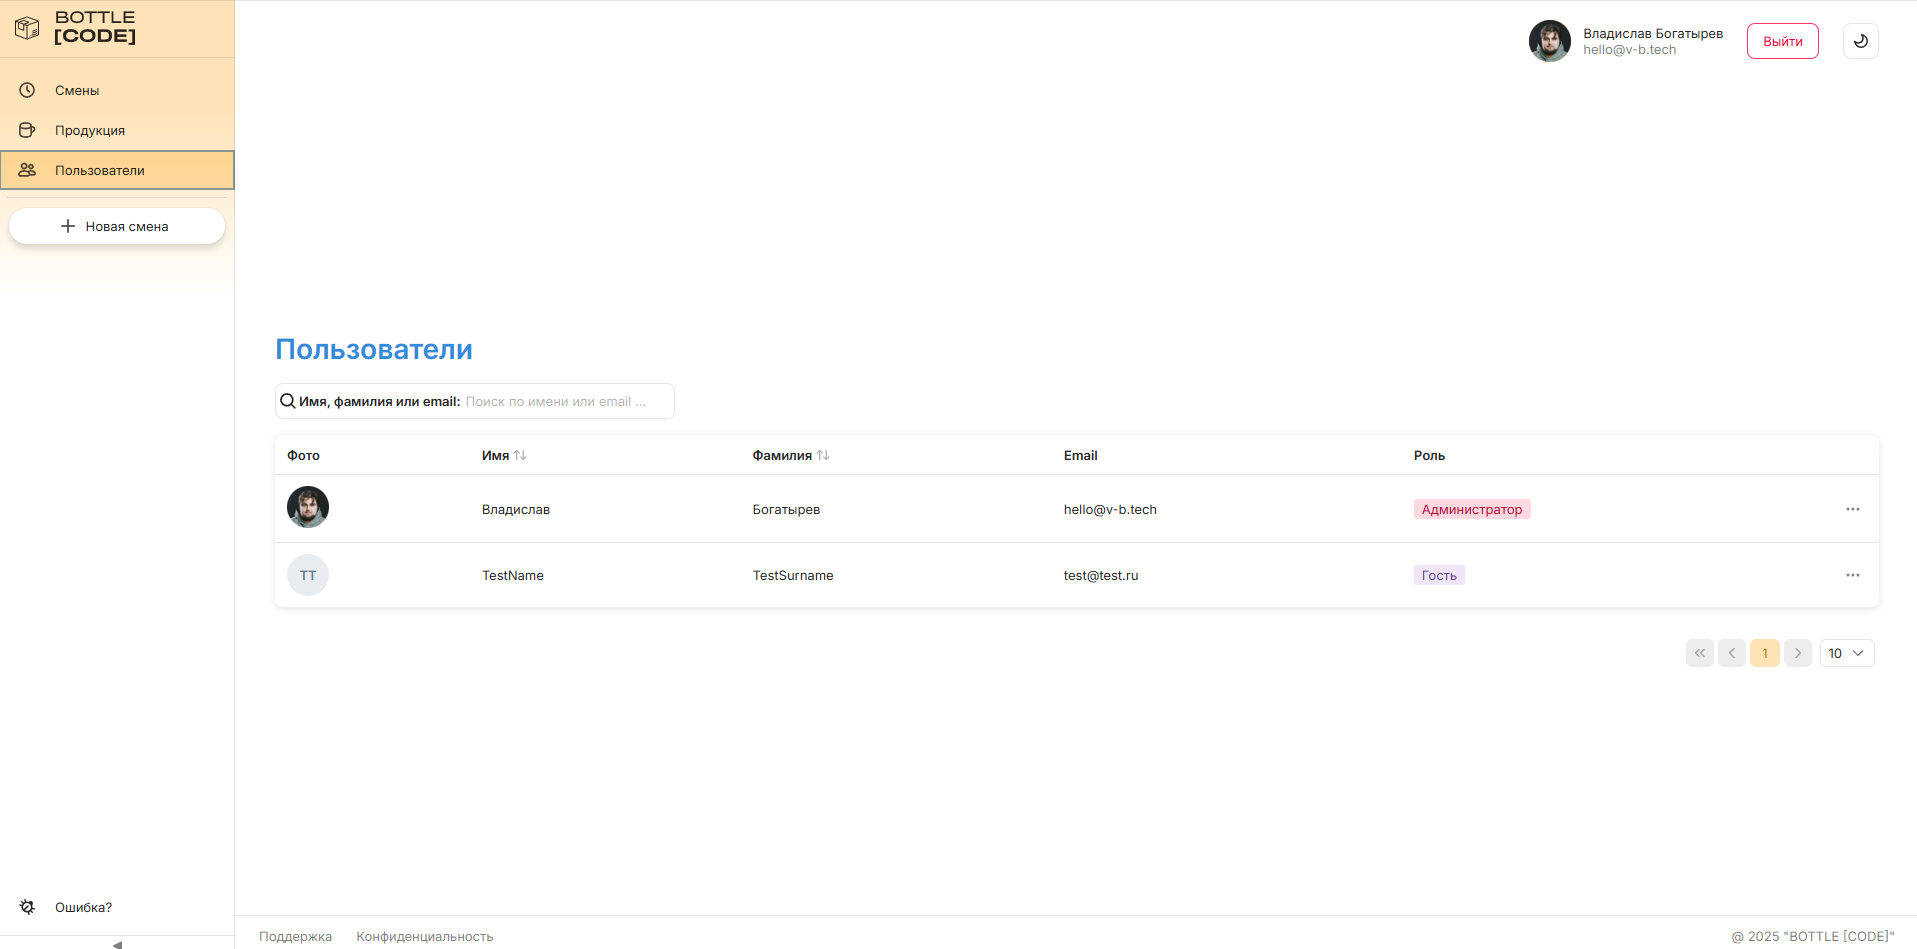 BOTTLE
[CODE]
Смены
Продукция
Пользователи
Новая смена
Ошибка?
Владислав Богатырев
hello@v-b.tech
Выйти
Пользователи
Имя, фамилия или email: Поиск по имени или email ...
Фото Имя Фамилия Email Роль
Владислав Богатырев hello@v-b.tech Администратор
TT TestName TestSurname test@test.ru Гость
1 10
Поддержка Конфиденциальность @ 2025 "BOTTLE [CODE]"